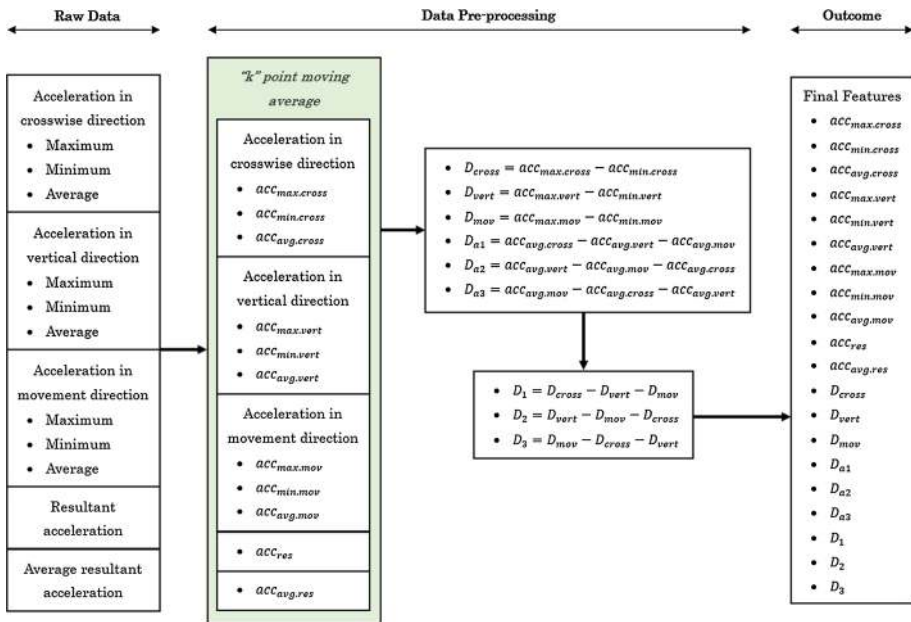 Raw Data
Data Pre-processing
Outcome
Acceleration in
crosswise direction
• Maximum
• Minimum
• Average
Acceleration in
vertical direction
• Maximum
• Minimum
• Average
Acceleration in
movement direction
• Maximum
• Minimum
• Average
Resultant
acceleration
Average resultant
acceleration
"k" point moving
average
Acceleration in
crosswise direction
• acc_max.cross
• acc_min.cross
• acc_avg.cross
Acceleration in
vertical direction
• acc_max.vert
• acc_min.vert
• acc_avg.vert
Acceleration in
movement direction
• acc_max.mov
• acc_min.mov
• acc_avg.mov
• acc_res
• acc_avg.res
• D_cross = acc_max.cross − acc_min.cross
• D_vert = acc_max.vert − acc_min.vert
• D_mov = acc_max.mov − acc_min.mov
• D_a1 = acc_avg.cross − acc_avg.vert − acc_avg.mov
• D_a2 = acc_avg.vert − acc_avg.mov − acc_avg.cross
• D_a3 = acc_avg.mov − acc_avg.cross − acc_avg.vert
• D_1 = D_cross − D_vert − D_mov
• D_2 = D_vert − D_mov − D_cross
• D_3 = D_mov − D_cross − D_vert
Final Features
• acc_max.cross
• acc_min.cross
• acc_avg.cross
• acc_max.vert
• acc_min.vert
• acc_avg.vert
• acc_max.mov
• acc_min.mov
• acc_avg.mov
• acc_res
• acc_avg.res
• D_cross
• D_vert
• D_mov
• D_a1
• D_a2
• D_a3
• D_1
• D_2
• D_3